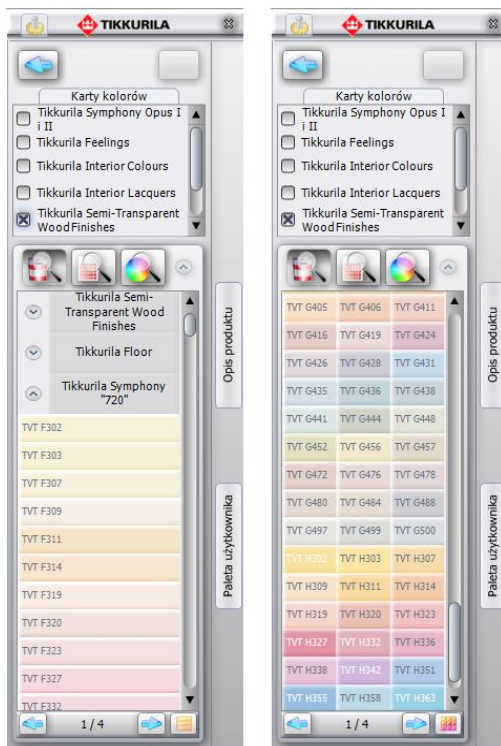 TIKKURILA
Karty kolorów
Tikkurila Symphony Opus I
i II
Tikkurila Feelings
Tikkurila Interior Colours
Tikkurila Interior Lacquers
Tikkurila Semi-Transparent
Wood Finishes
Tikkurila Semi-
Transparent Wood
Finishes
Tikkurila Floor
Tikkurila Symphony
"720"
TVT F302
TVT F303
TVT F307
TVT F309
TVT F311
TVT F314
TVT F319
TVT F320
TVT F323
TVT F327
TVT F332
1/4
Opis produktu
Paleta użytkownika
TIKKURILA
Karty kolorów
Tikkurila Symphony Opus I
i II
Tikkurila Feelings
Tikkurila Interior Colours
Tikkurila Interior Lacquers
Tikkurila Semi-Transparent
Wood Finishes
TVT G405 TVT G406 TVT G411
TVT G416 TVT G419 TVT G424
TVT G426 TVT G428 TVT G431
TVT G435 TVT G436 TVT G438
TVT G441 TVT G444 TVT G448
TVT G452 TVT G456 TVT G457
TVT G472 TVT G476 TVT G478
TVT G480 TVT G484 TVT G488
TVT G497 TVT G499 TVT G500
TVT H302 TVT H303 TVT H307
TVT H309 TVT H311 TVT H314
TVT H319 TVT H320 TVT H323
TVT H327 TVT H332 TVT H336
TVT H338 TVT H342 TVT H351
TVT H355 TVT H358 TVT H363
1/4
Opis produktu
Paleta użytkownika